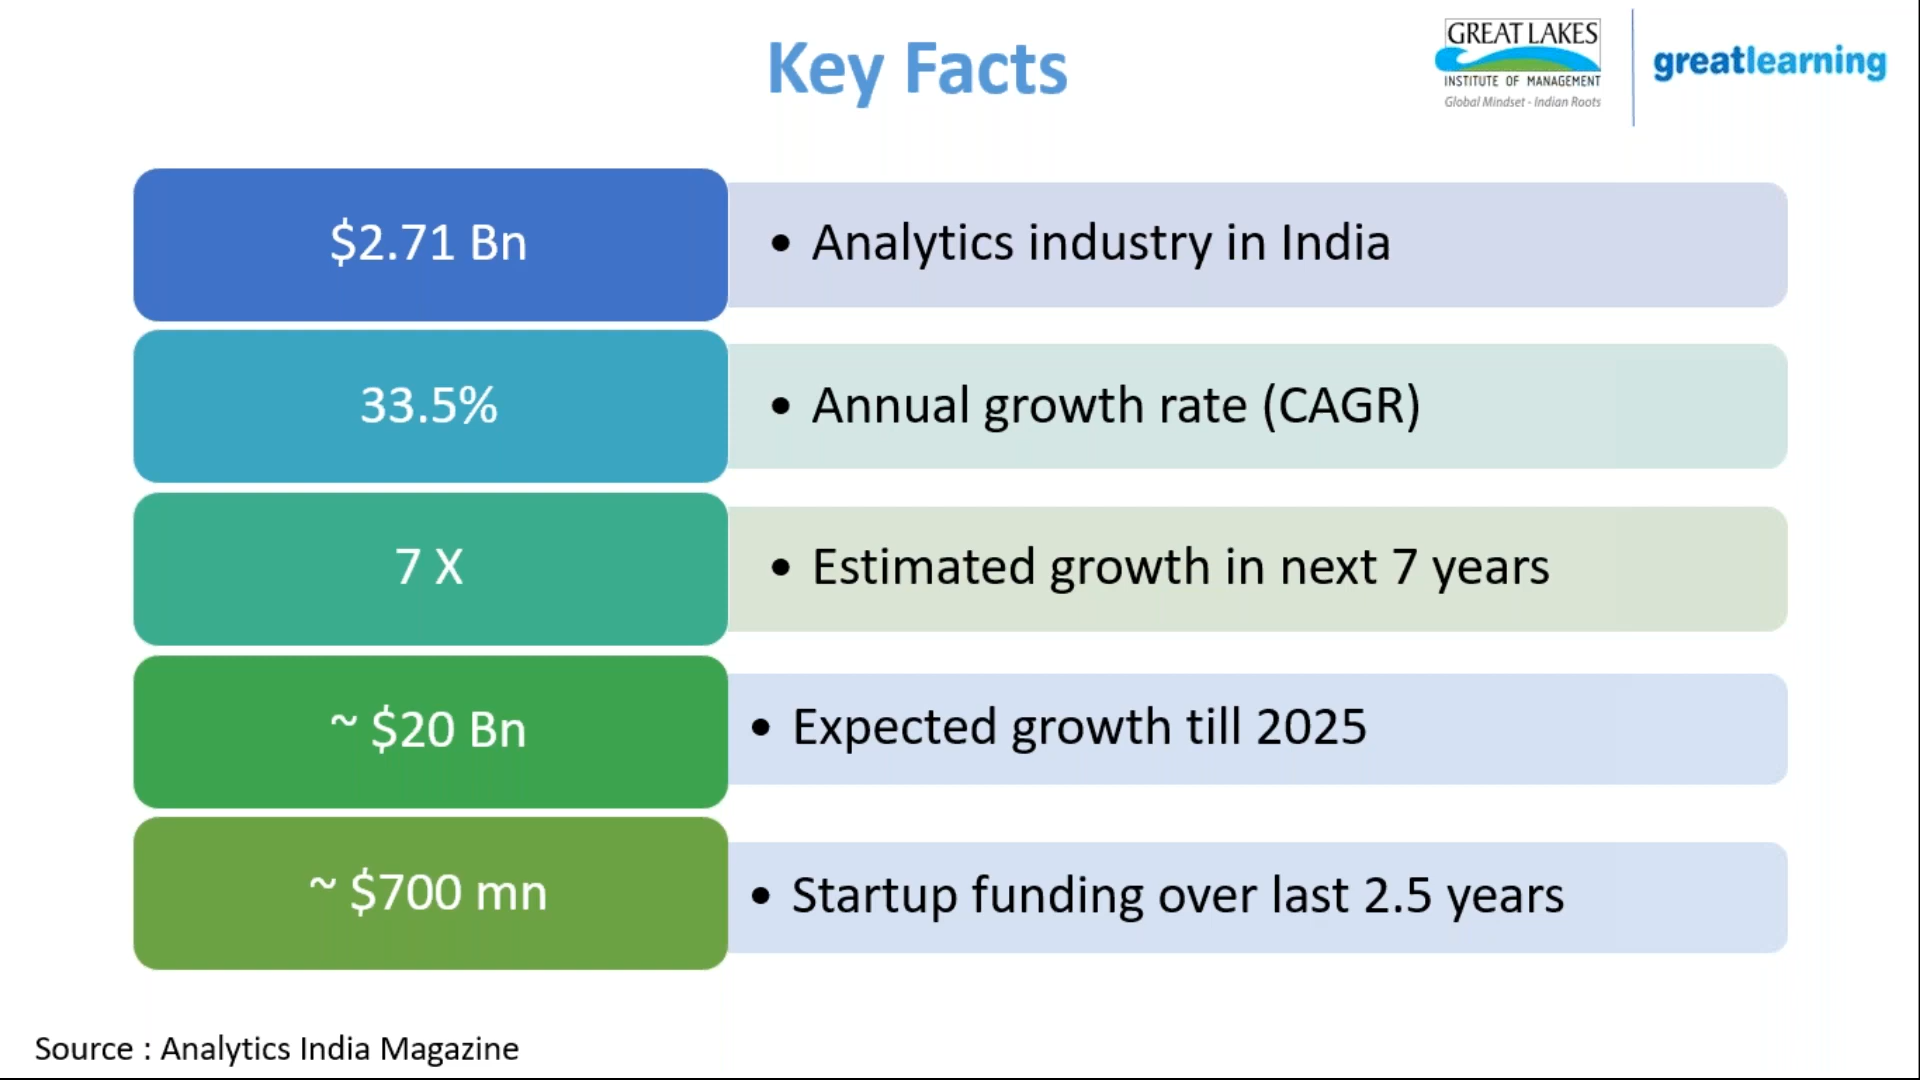 Key Facts
GREAT LAKES
INSTITUTE OF MANAGEMENT
Global Mindset - Indian Roots
greatlearning
$2.71 Bn
• Analytics industry in India
33.5%
• Annual growth rate (CAGR)
7 X
• Estimated growth in next 7 years
~ $20 Bn
• Expected growth till 2025
~ $700 mn
• Startup funding over last 2.5 years
Source : Analytics India Magazine